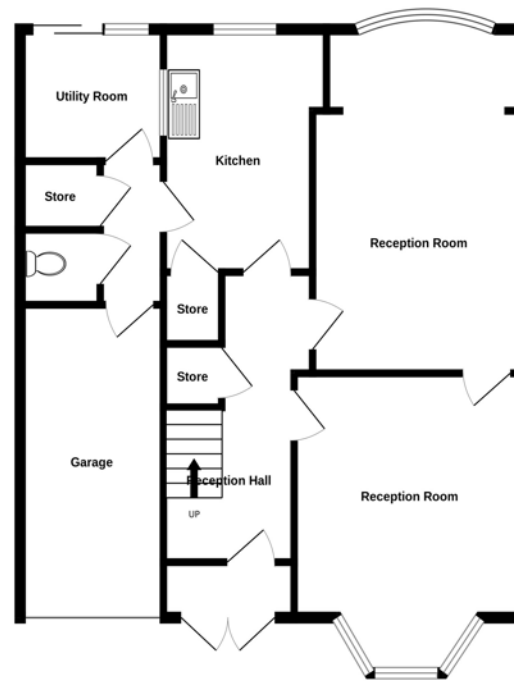 Utility Room
Kitchen
Store
Reception Room
Store
Store
Garage
Reception Hall
Reception Room
UP